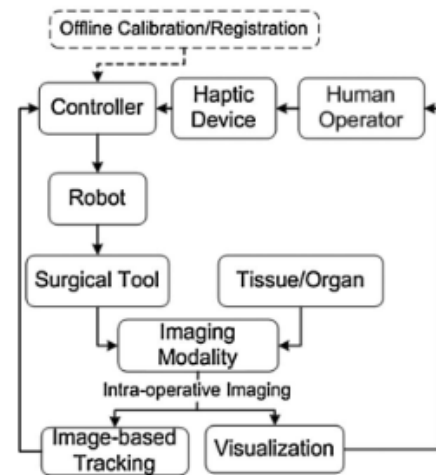 Offline Calibration/Registration
Controller
Haptic
Device
Human
Operator
Robot
Surgical Tool
Tissue/Organ
Imaging
Modality
Intra-operative Imaging
Image-based
Tracking
Visualization